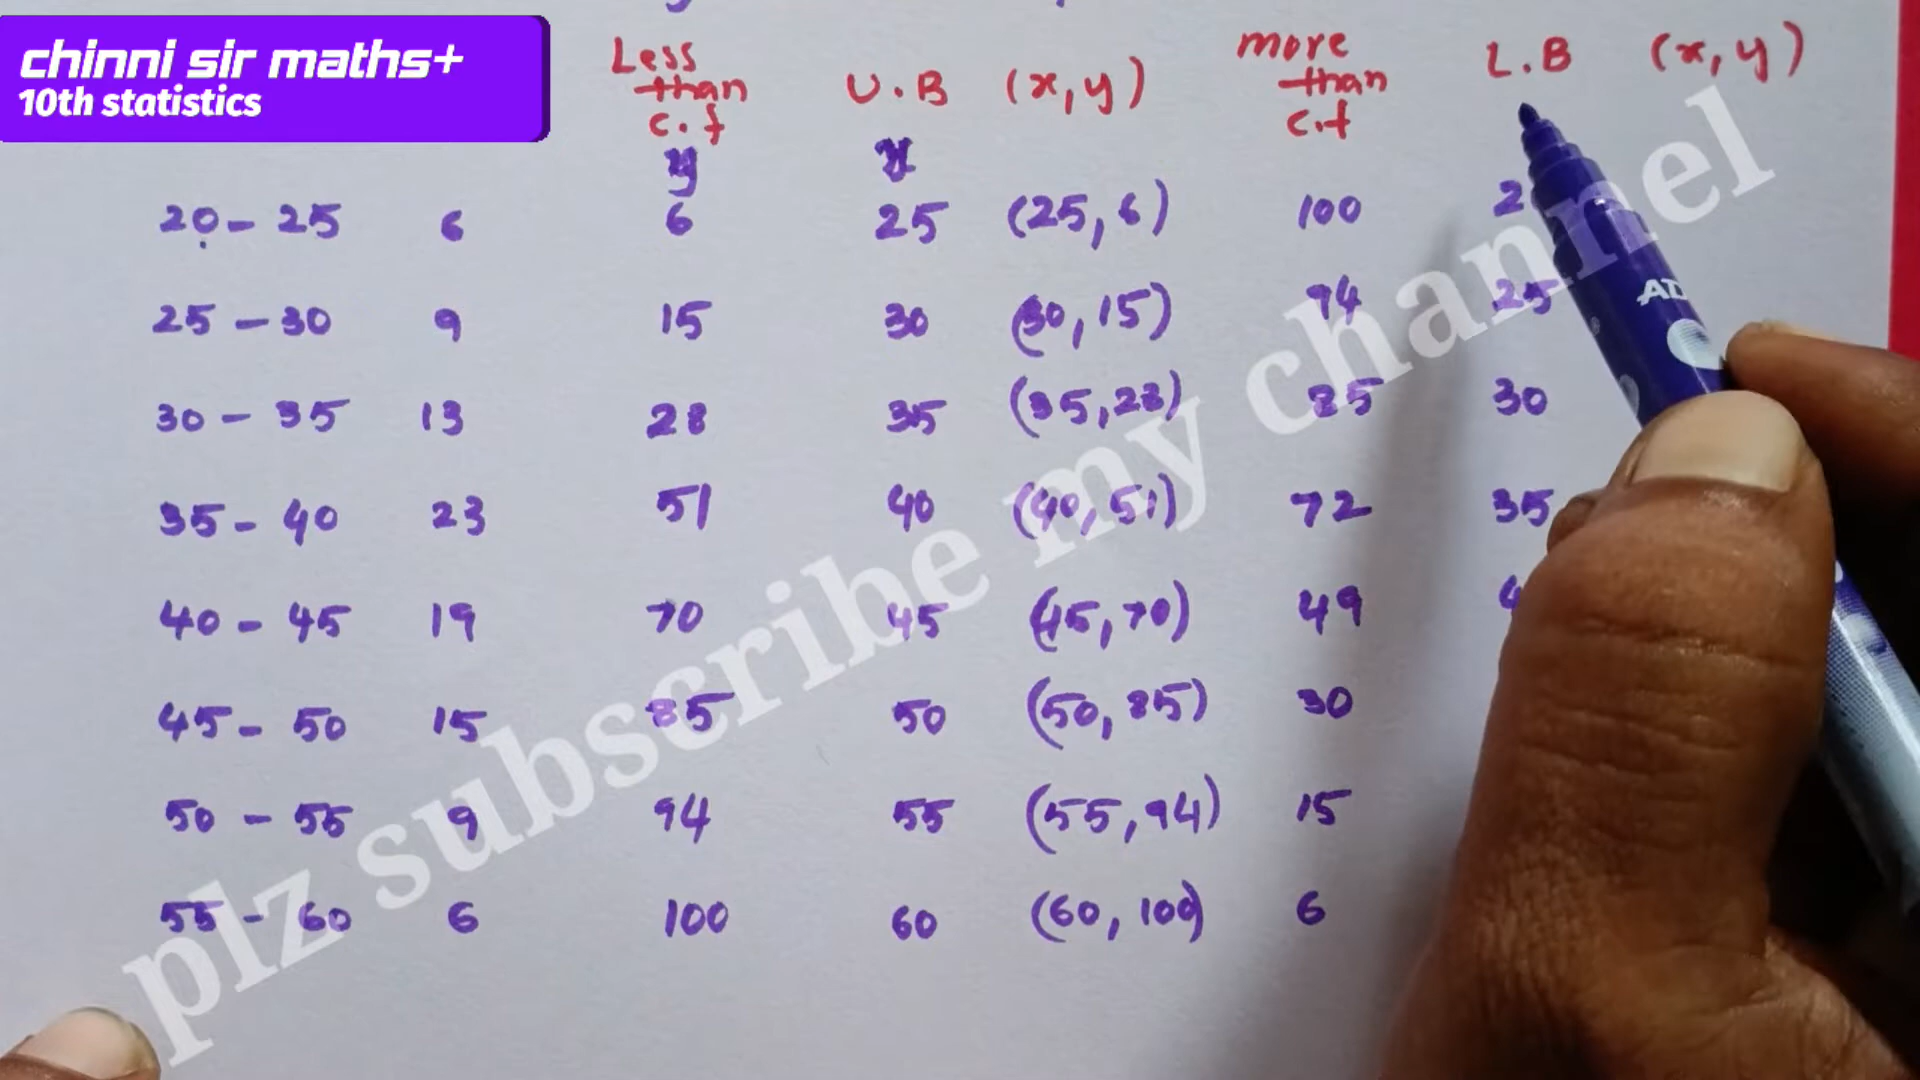 chinni sir maths+
10th statistics
Less than c.f U.B (x,y) more than c.f L.B (x,y)
y x
20 - 25 6 6 25 (25,6) 100
25 - 30 9 15 30 (30,15) 94 25
30 - 35 13 28 35 (35,28) 85 30
35 - 40 23 51 40 (40,51) 72 35
40 - 45 19 70 45 (45,70) 49
45 - 50 15 85 50 (50,85) 30
50 - 55 9 94 55 (55,94) 15
55 - 60 6 100 60 (60,100) 6
plz subscribe my channel